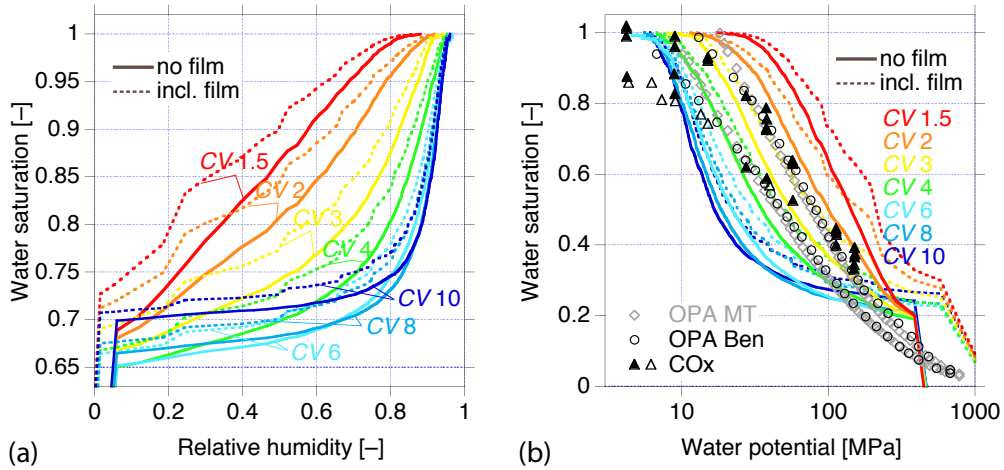 1
0.95
0.9
0.85
0.8
0.75
0.7
0.65
Water saturation [–]
no film
incl. film
CV 1.5
CV 2
CV 3
CV 4
CV 10
CV 8
CV 6
0
0.2
0.4
0.6
0.8
1
(a)
Relative humidity [–]
1
0.8
0.6
0.4
0.2
0
Water saturation [–]
no film
incl. film
CV 1.5
CV 2
CV 3
CV 4
CV 6
CV 8
CV 10
OPA MT
OPA Ben
COx
10
100
1000
(b)
Water potential [MPa]